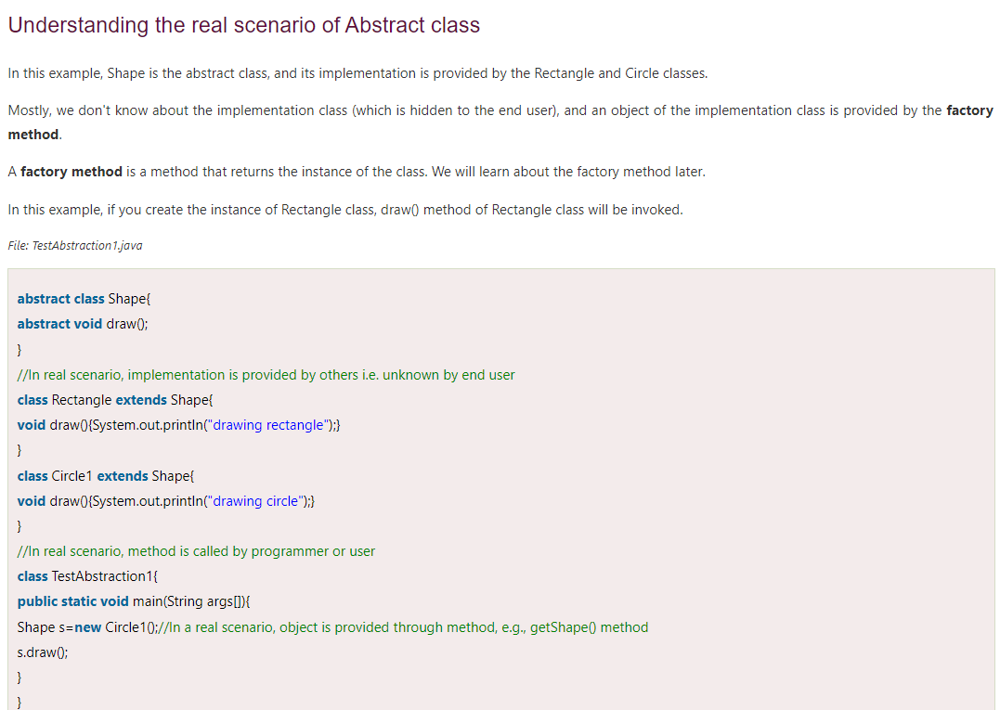 Understanding the real scenario of Abstract class
In this example, Shape is the abstract class, and its implementation is provided by the Rectangle and Circle classes.
Mostly, we don't know about the implementation class (which is hidden to the end user), and an object of the implementation class is provided by the factory
method.
A factory method is a method that returns the instance of the class. We will learn about the factory method later.
In this example, if you create the instance of Rectangle class, draw() method of Rectangle class will be invoked.
File: TestAbstraction1.java
abstract class Shape{
abstract void draw();
}
//In real scenario, implementation is provided by others i.e. unknown by end user
class Rectangle extends Shape{
void draw(){System.out.println("drawing rectangle");}
}
class Circle1 extends Shape{
void draw(){System.out.println("drawing circle");}
}
//In real scenario, method is called by programmer or user
class TestAbstraction1{
public static void main(String args[]){
Shape s=new Circle1();//In a real scenario, object is provided through method, e.g., getShape() method
s.draw();
}
}